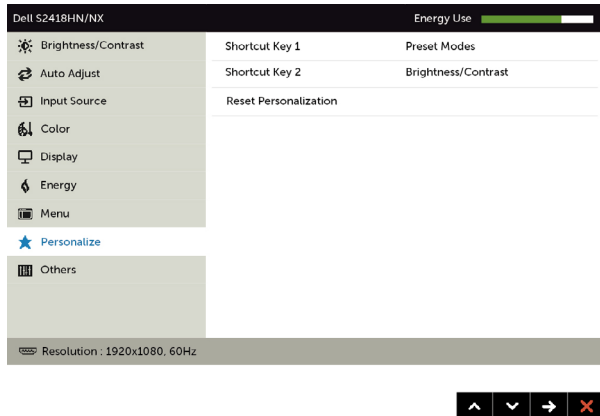 Dell S2418HN/NX Energy Use
Brightness/Contrast
Auto Adjust
Input Source
Color
Display
Energy
Menu
Personalize
Others
Shortcut Key 1 Preset Modes
Shortcut Key 2 Brightness/Contrast
Reset Personalization
Resolution : 1920x1080, 60Hz